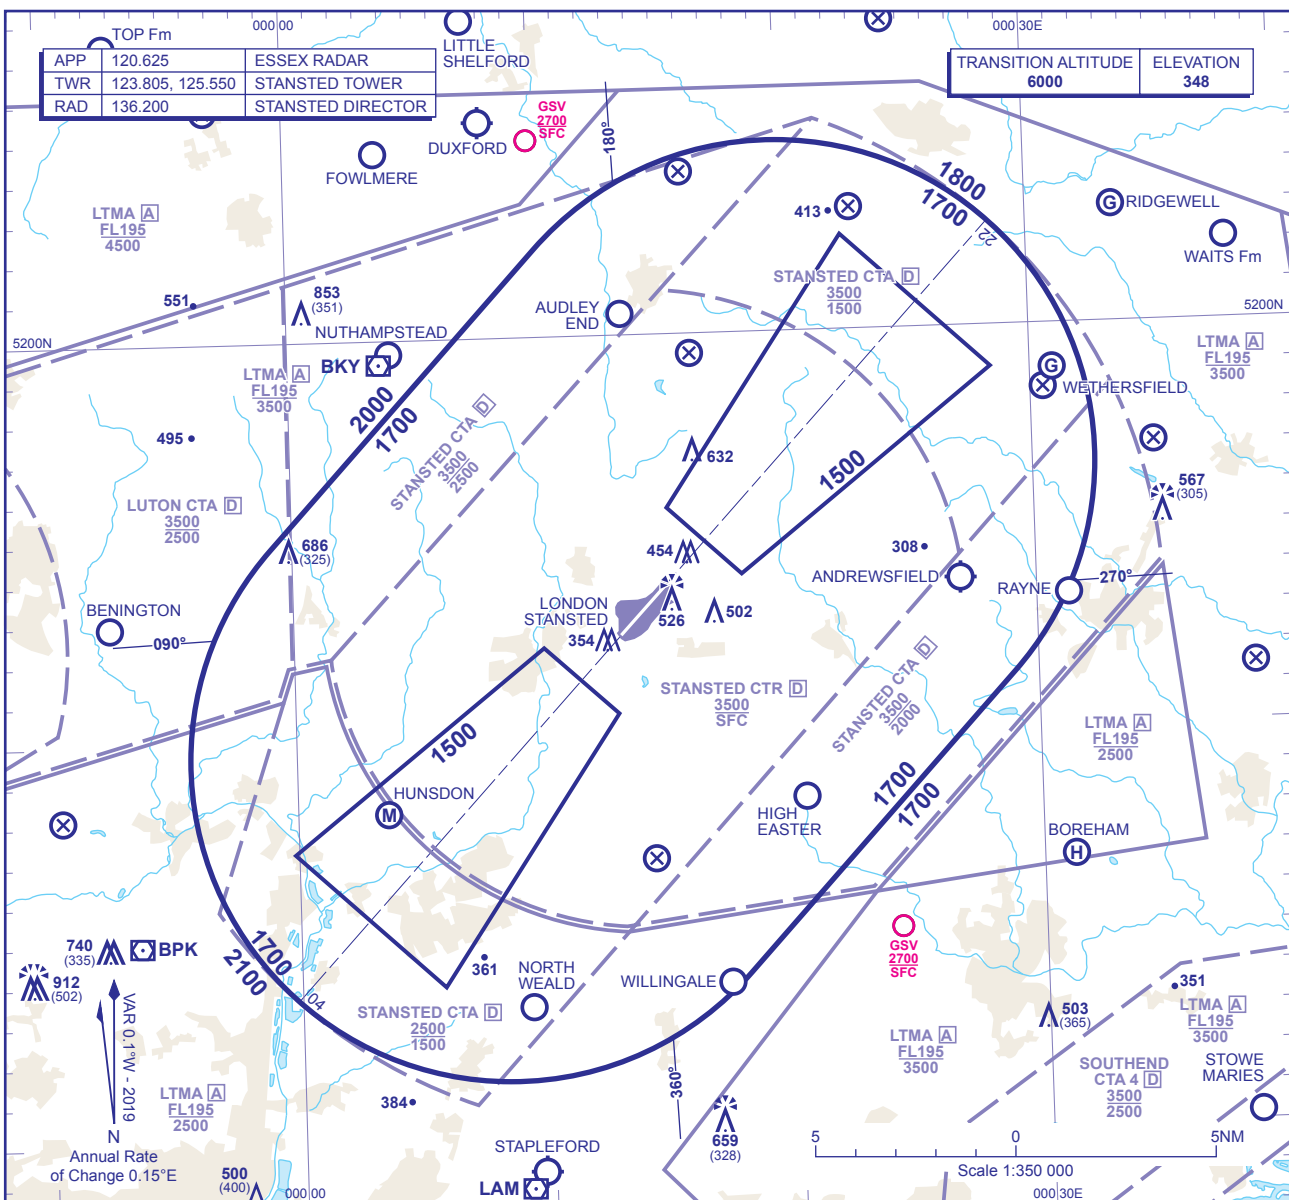 000 00
000 30E
TOP Fm
LITTLE
SHELFORD
APP 120.625 ESSEX RADAR
TWR 123.805, 125.550 STANSTED TOWER
RAD 136.200 STANSTED DIRECTOR
TRANSITION ALTITUDE ELEVATION
6000 348
GSV
2700
SFC
DUXFORD
180°
FOWLMERE
1800
1700
22
G RIDGEWELL
WAITS Fm
LTMA A
FL195
4500
413
STANSTED CTA D
3500
1500
551
853
(351)
AUDLEY
END
5200N
5200N
NUTHAMPSTEAD
BKY
LTMA A
FL195
3500
LTMA A
FL195
3500
G
WETHERSFIELD
2000
1700
STANSTED CTA D
3500
2500
495
632
1500
567
(305)
LUTON CTA D
3500
2500
686
(325)
454
308
ANDREWSFIELD
RAYNE
270°
BENINGTON
090°
LONDON
STANSTED
354
526
502
STANSTED CTR D
3500
SFC
STANSTED CTA D
3500
2000
LTMA A
FL195
2500
1500
HUNSDON
M
1700
1700
HIGH
EASTER
BOREHAM
H
740
(335)
BPK
912
(502)
1700
2100
04
361
NORTH
WEALD
WILLINGALE
GSV
2700
SFC
STANSTED CTA D
2500
1500
351
LTMA A
FL195
3500
503
(365)
LTMA A
FL195
3500
SOUTHEND
CTA 4 D
3500
2500
STOWE
MARIES
VAR 0.1°W - 2019
N
Annual Rate
of Change 0.15°E
LTMA A
FL195
2500
384
360°
659
(328)
STAPLEFORD
LAM
500
(400)
5 0 5NM
Scale 1:350 000
000 00
000 30E